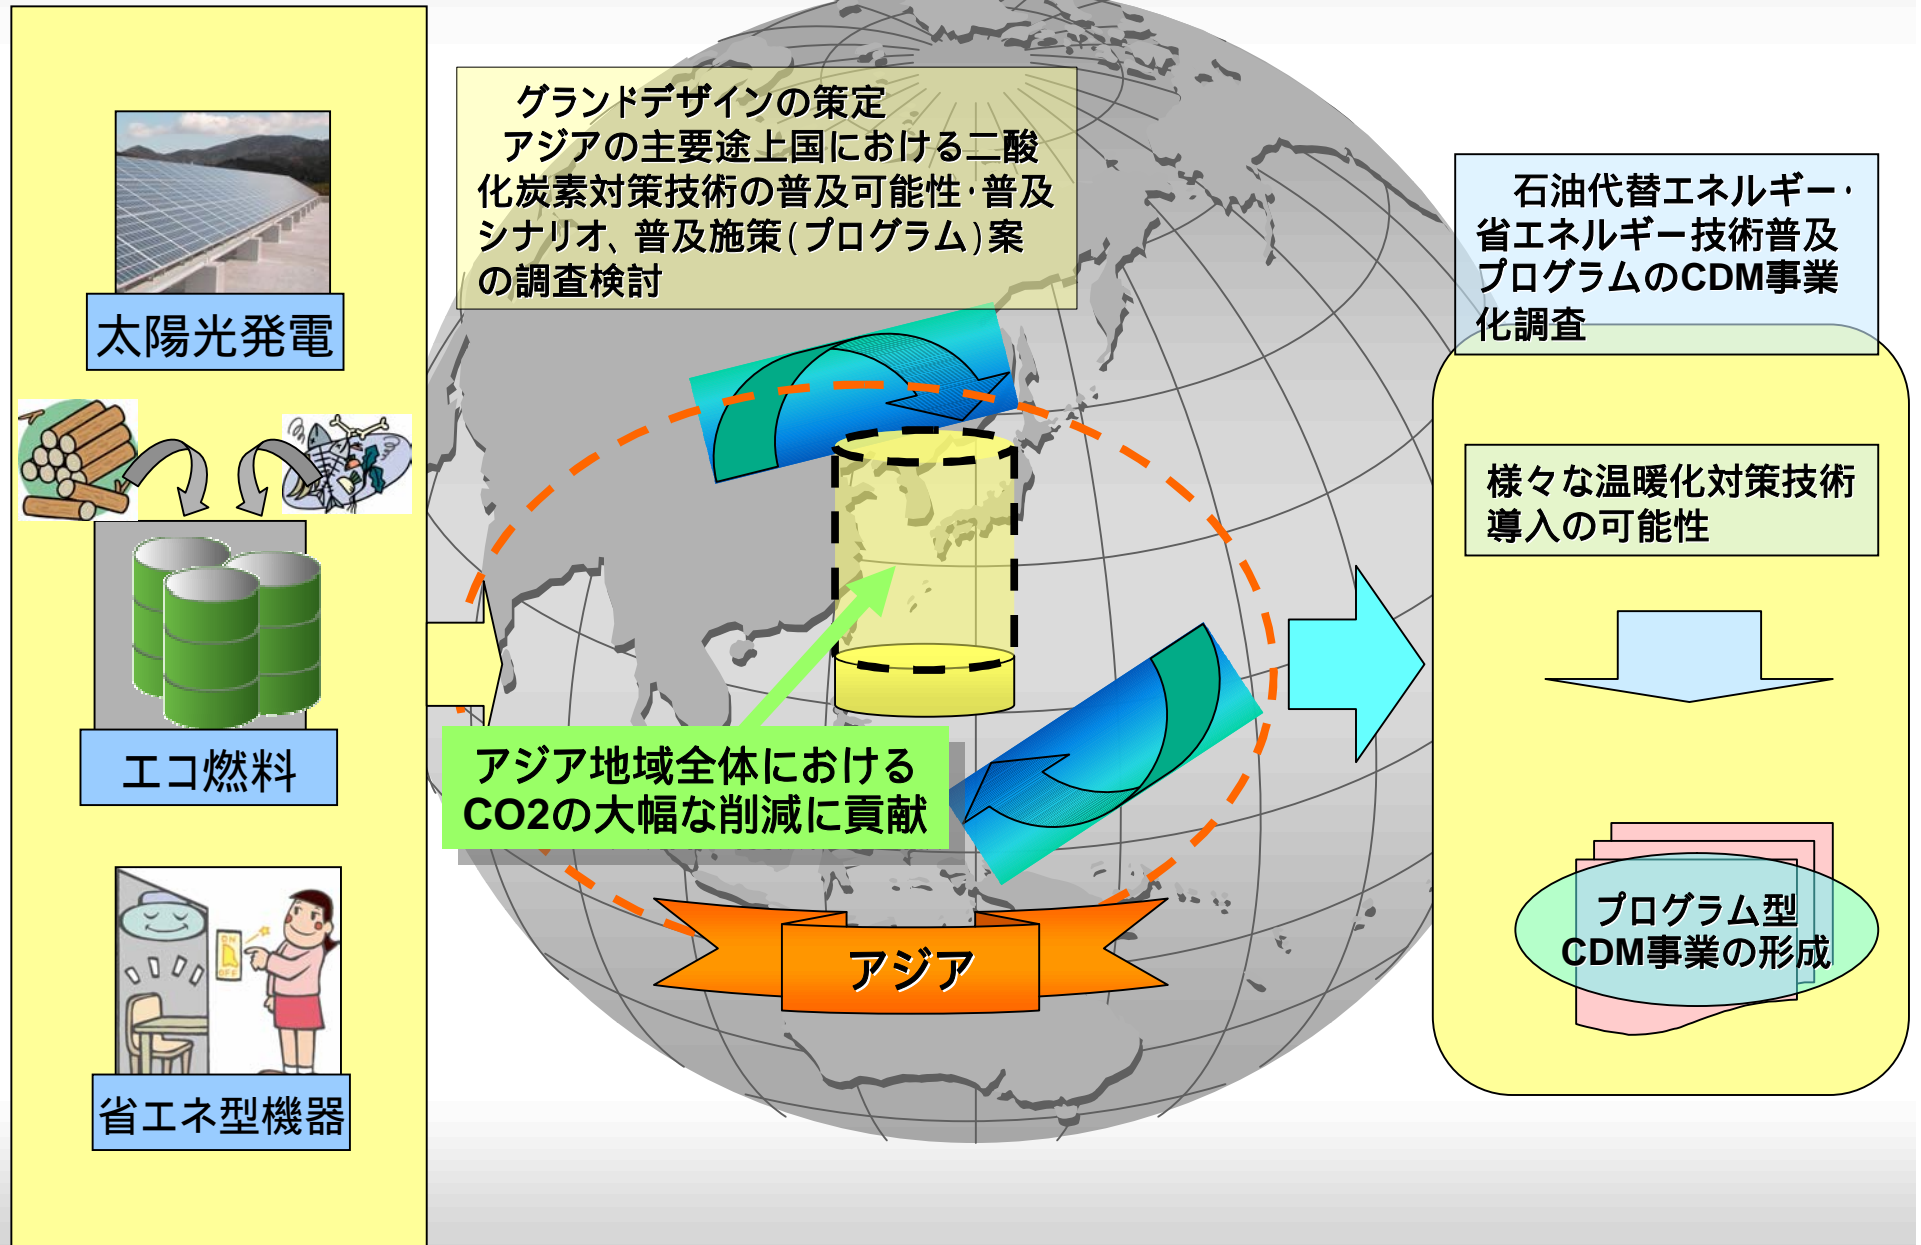 太陽光発電
エコ燃料
ON
OFF
省エネ型機器
グランドデザインの策定
アジアの主要途上国における二酸
化炭素対策技術の普及可能性・普及
シナリオ、普及施策(プログラム)案
の調査検討
アジア地域全体における
CO2の大幅な削減に貢献
アジア
石油代替エネルギー・
省エネルギー技術普及
プログラムのCDM事業
化調査
様々な温暖化対策技術
導入の可能性
プログラム型
CDM事業の形成